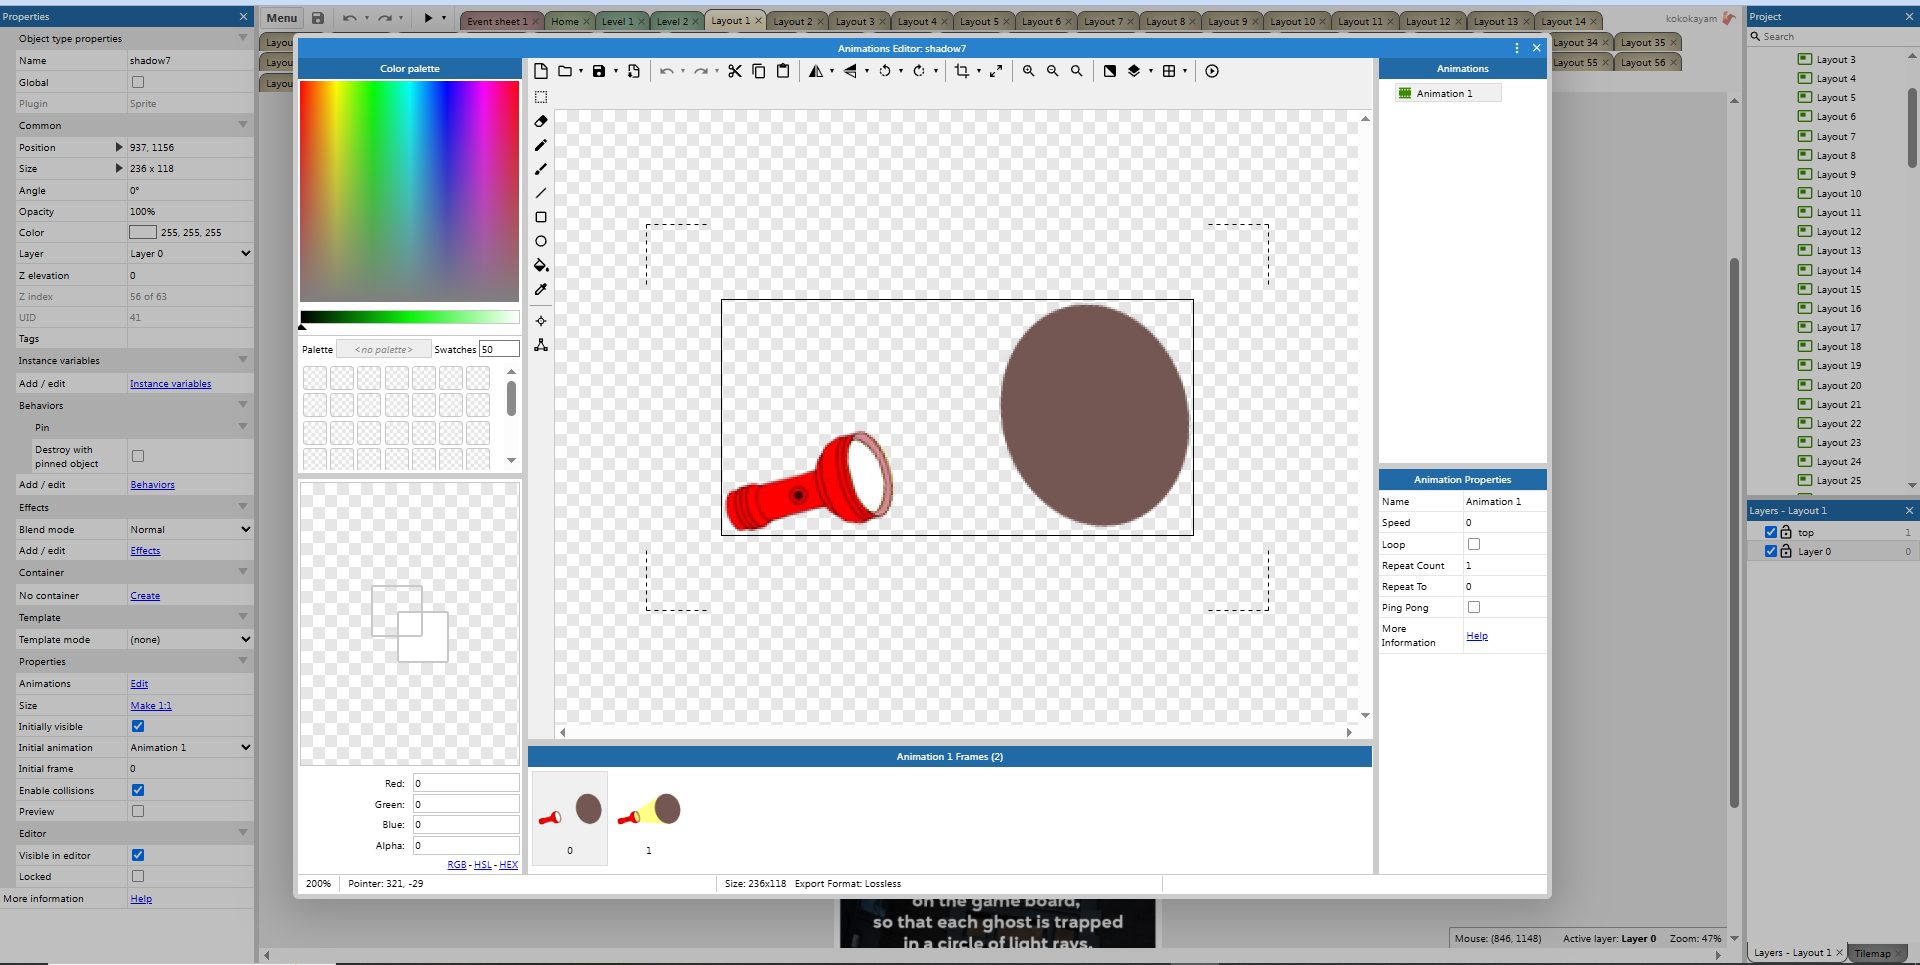 Properties
Object type properties
Name shadow7
Global
Plugin Sprite
Common
Position 937, 1156
Size 236 x 118
Angle 0°
Opacity 100%
Color 255, 255, 255
Layer Layer 0
Z elevation 0
Z index 56 of 63
UID 41
Tags
Instance variables
Add / edit Instance variables
Behaviors
Pin
Destroy with
pinned object
Add / edit Behaviors
Effects
Blend mode Normal
Add / edit Effects
Container
No container Create
Template
Template mode (none)
Properties
Animations Edit
Size Make 1:1
Initially visible
Initial animation Animation 1
Initial frame 0
Enable collisions
Preview
Editor
Visible in editor
Locked
More information Help
Menu
Event sheet 1 Home Level 1 Level 2 Layout 1 Layout 2 Layout 3 Layout 4 Layout 5 Layout 6 Layout 7 Layout 8 Layout 9 Layout 10 Layout 11 Layout 12 Layout 13 Layout 14
kokokayam
Layou Layout 34 Layout 35
Layou Layout 55 Layout 56
Layou
Animations Editor: shadow7
Color palette
Palette <no palette> Swatches 50
Red: 0
Green: 0
Blue: 0
Alpha: 0
RGB - HSL - HEX
Animation 1 Frames (2)
0 1
200% Pointer: 321, -29 Size: 236x118 Export Format: Lossless
Animations
Animation 1
Animation Properties
Name Animation 1
Speed 0
Loop
Repeat Count 1
Repeat To 0
Ping Pong
More
Information Help
on the game board,
so that each ghost is trapped
in a circle of light rays.
Mouse: (846, 1148) Active layer: Layer 0 Zoom: 47%
Project
Search
Layout 3
Layout 4
Layout 5
Layout 6
Layout 7
Layout 8
Layout 9
Layout 10
Layout 11
Layout 12
Layout 13
Layout 14
Layout 15
Layout 16
Layout 17
Layout 18
Layout 19
Layout 20
Layout 21
Layout 22
Layout 23
Layout 24
Layout 25
Layers - Layout 1
top 1
Layer 0 0
Layers - Layout 1 Tilemap